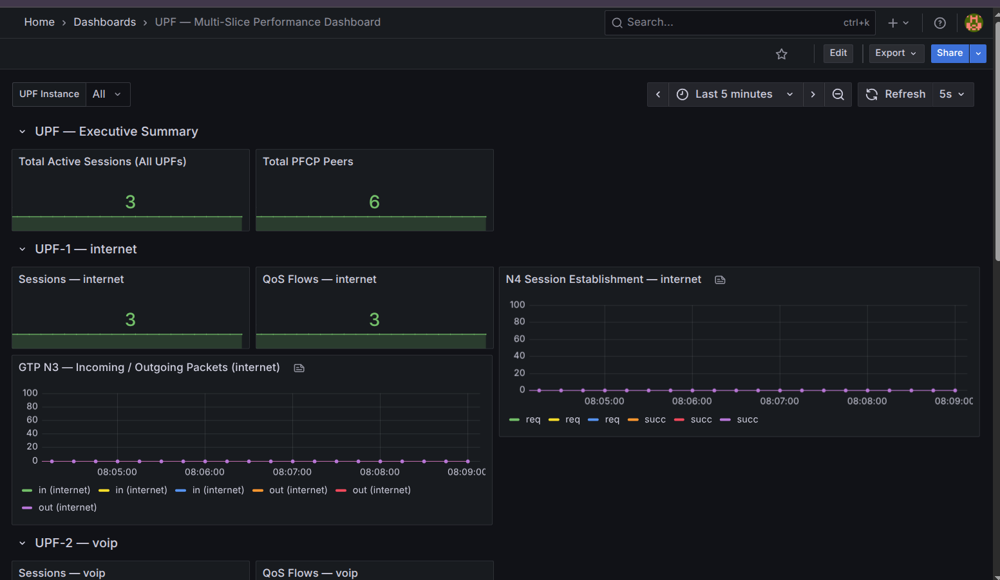 Home › Dashboards › UPF — Multi-Slice Performance Dashboard
Search...
ctrl+k
Edit
Export
Share
UPF Instance
All
Last 5 minutes
Refresh
5s
UPF — Executive Summary
Total Active Sessions (All UPFs)
3
Total PFCP Peers
6
UPF-1 — internet
Sessions — internet
3
QoS Flows — internet
3
N4 Session Establishment — internet
100
80
60
40
20
0
08:05:00 08:06:00 08:07:00 08:08:00 08:09:00
req req req succ succ succ
GTP N3 — Incoming / Outgoing Packets (internet)
100
80
60
40
20
0
08:05:00 08:06:00 08:07:00 08:08:00 08:09:00
in (internet) in (internet) in (internet) out (internet) out (internet)
out (internet)
UPF-2 — voip
Sessions — voip
QoS Flows — voip